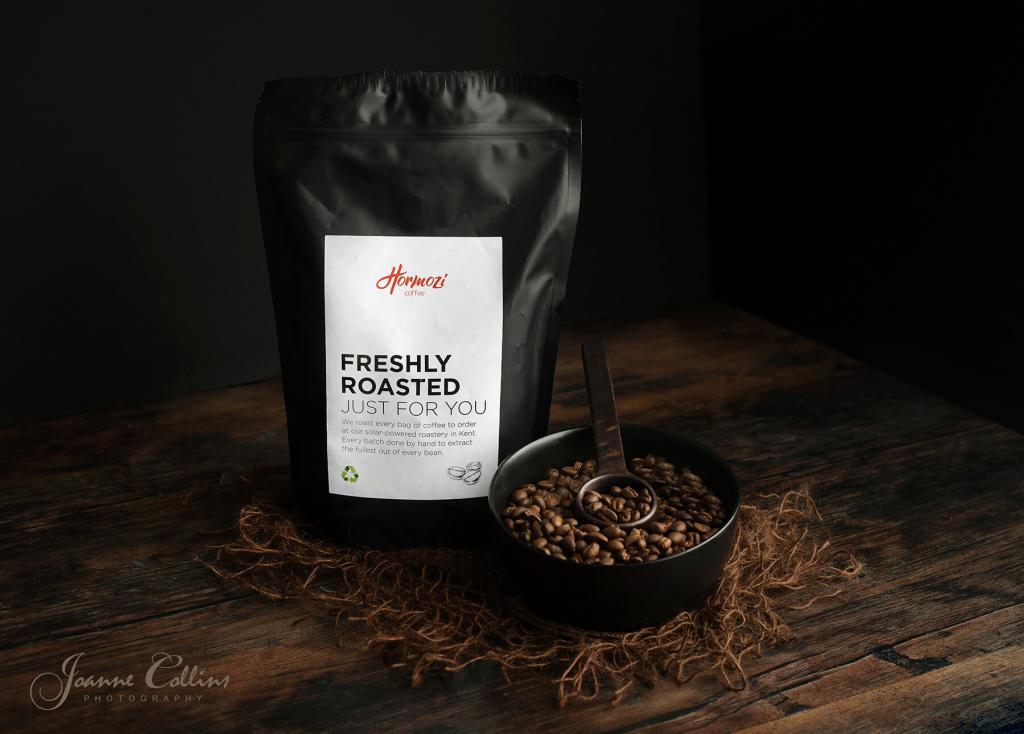 Hormozi
coffee
FRESHLY
ROASTED
JUST FOR YOU
We roast every bag of coffee to order
at our solar-powered roastery in Kent.
Every batch done by hand to extract
the fullest out of every bean.
Joanne Collins
PHOTOGRAPHY